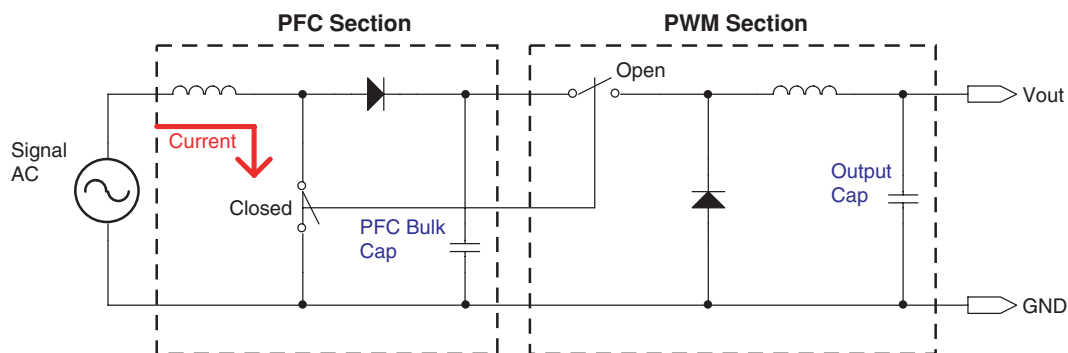 PFC Section
PWM Section
Open
Vout
Current
Signal
AC
Closed
PFC Bulk
Cap
Output
Cap
GND